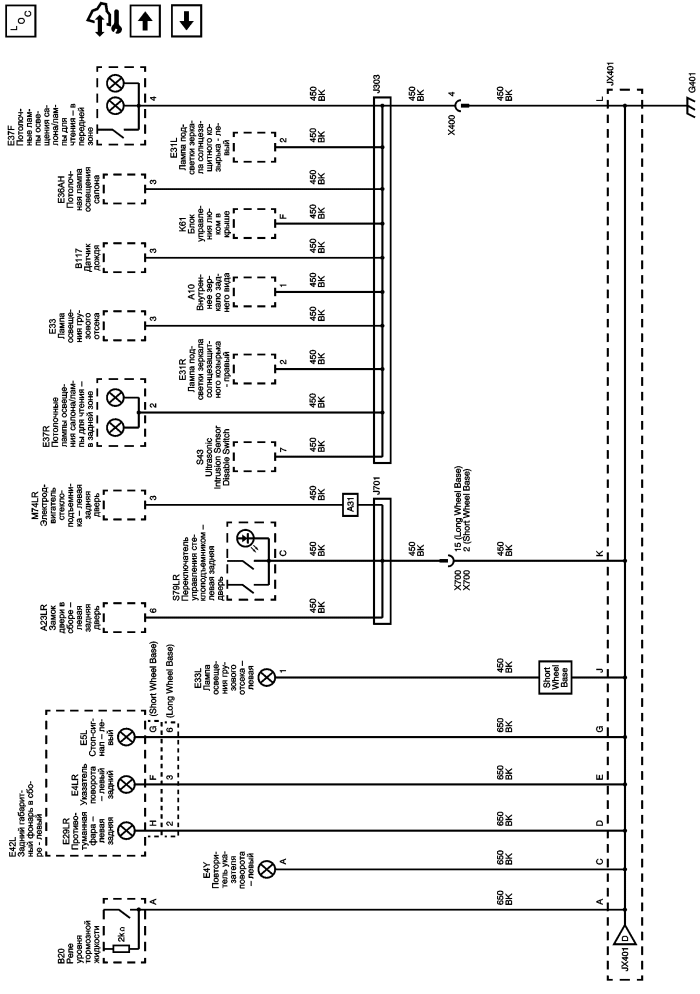 L
O
C
B20
Реле
уровня
тормозной
жидкости
2kΩ
A
E42L
Задний габарит-
ный фонарь в сбо-
ре - левый
E29LR
Противо-
туманная
фара –
левая
задняя
E4LR
Указатель
поворота
– левый
задний
E5L
Стоп-сиг-
нал – ле-
вый
H
F
G
(Short Wheel Base)
2
3
6
(Long Wheel Base)
E4Y
Повтори-
тель ука-
зателя
поворота
– левый
A
E33L
Лампа
освеще-
ния гру-
зового
отсека –
левая
1
A23LR
Замок
двери в
сборе –
левая
задняя
дверь
6
S79LR
Переключатель
управления сте-
клоподъемником –
левая задняя
дверь
C
M74LR
Электрод-
вигатель
стекло-
подъемни-
ка – левая
задняя
дверь
3
S43
Ultrasonic
Intrusion Sensor
Disable Switch
7
E37R
Потолочные
лампы освеще-
ния салона/лам-
пы для чтения –
в задней зоне
2
E31R
Лампа под-
светки зеркала
солнцезащит-
ного козырька
- правый
2
E33
Лампа
освеще-
ния гру-
зового
отсека
3
A10
Внутрен-
нее зер-
кало зад-
него вида
1
B117
Датчик
дождя
3
K61
Блок
управле-
ния лю-
ком в
крыше
F
E36AH
Потолоч-
ная лампа
освещения
салона
3
E31L
Лампа под-
светки зерка-
ла солнцеза-
щитного ко-
зырька - ле-
вый
2
E37F
Потолоч-
ные лам-
пы осве-
щения са-
лона/лам-
пы для
чтения – в
передней
зоне
4
450
BK
450
BK
450
BK
450
BK
450
BK
450
BK
450
BK
450
BK
450
BK
450
BK
450
BK
450
BK
450
BK
A31
J701
J303
450
BK
450
BK
X700
X700
15 (Long Wheel Base)
2 (Short Wheel Base)
X400
4
650
BK
650
BK
650
BK
650
BK
650
BK
450
BK
450
BK
450
BK
Short
Wheel
Base
A
C
D
E
G
J
K
L
JX401
JX401
D
G401